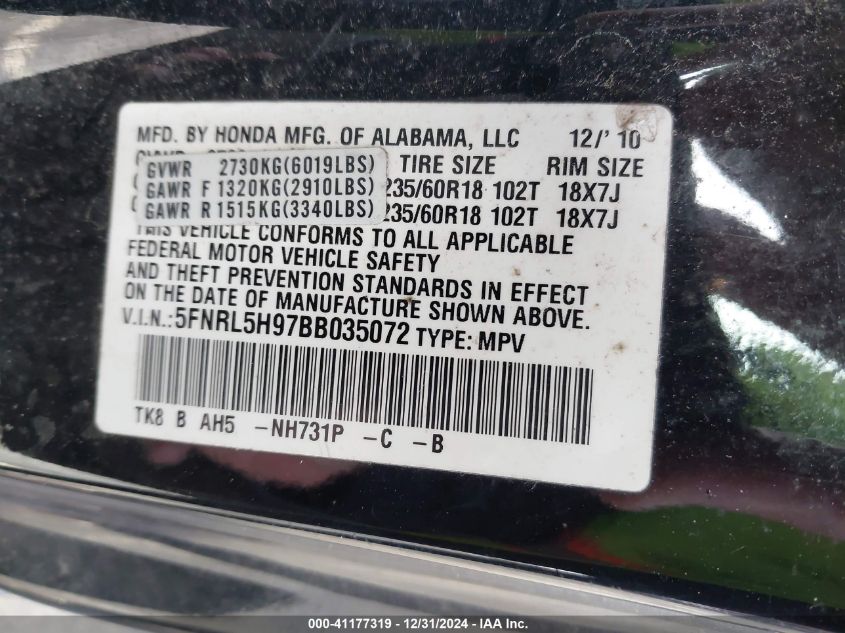 MFD. BY HONDA MFG. OF ALABAMA, LLC 12/'10
GVWR 2730KG(6019LBS) TIRE SIZE RIM SIZE
GAWR F 1320KG(2910LBS) 235/60R18 102T 18X7J
GAWR R 1515KG(3340LBS) 235/60R18 102T 18X7J
THIS VEHICLE CONFORMS TO ALL APPLICABLE
FEDERAL MOTOR VEHICLE SAFETY
AND THEFT PREVENTION STANDARDS IN EFFECT
ON THE DATE OF MANUFACTURE SHOWN ABOVE.
V.I.N.:5FNRL5H97BB035072 TYPE: MPV
TK8 B AH5 -NH731P -C -B
000-41177319 - 12/31/2024 - IAA Inc.